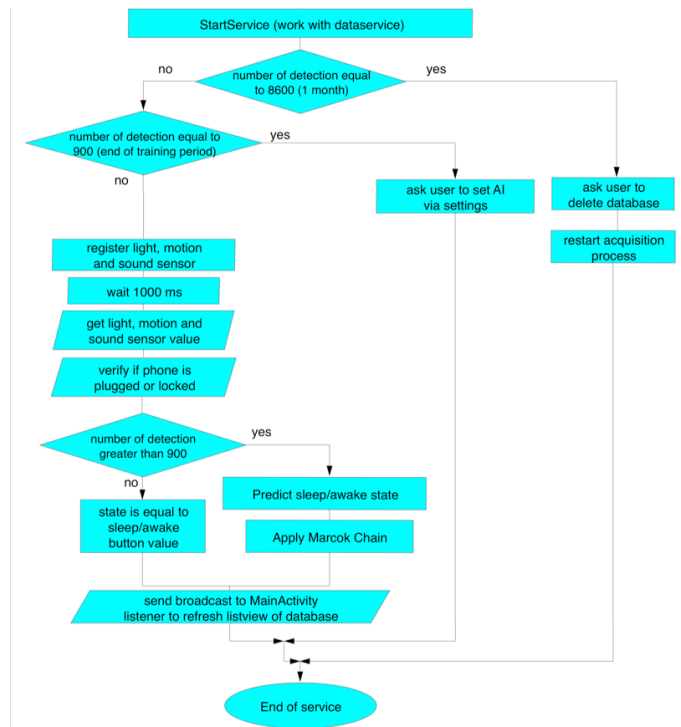 StartService (work with dataservice)
no
number of detection equal
to 8600 (1 month)
yes
number of detection equal to
900 (end of training period)
yes
no
ask user to set AI
via settings
ask user to
delete database
register light, motion
and sound sensor
restart acquisition
process
wait 1000 ms
get light, motion and
sound sensor value
verify if phone is
plugged or locked
number of detection
greater than 900
yes
no
Predict sleep/awake state
state is equal to
sleep/awake
button value
Apply Marcok Chain
send broadcast to MainActivity
listener to refresh listview of database
End of service